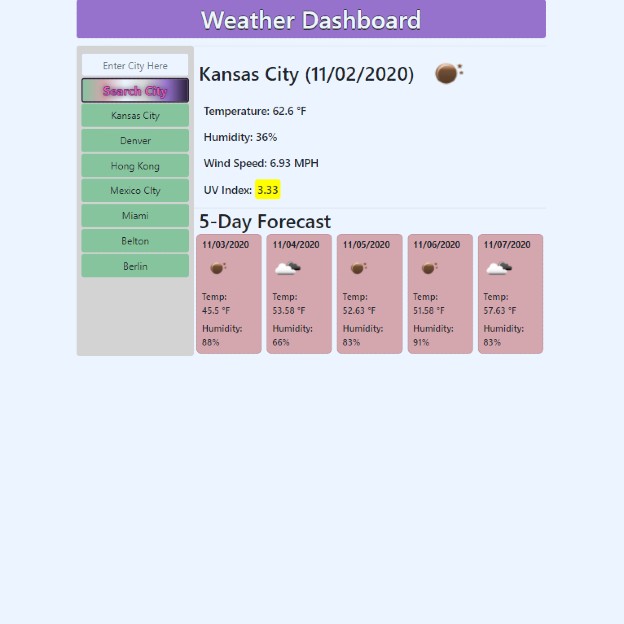 Weather Dashboard
Enter City Here
Search City
Kansas City
Denver
Hong Kong
Mexico City
Miami
Belton
Berlin
Kansas City (11/02/2020)
Temperature: 62.6 °F
Humidity: 36%
Wind Speed: 6.93 MPH
UV Index: 3.33
5-Day Forecast
11/03/2020
Temp:
45.5 °F
Humidity:
88%
11/04/2020
Temp:
53.58 °F
Humidity:
66%
11/05/2020
Temp:
52.63 °F
Humidity:
83%
11/06/2020
Temp:
51.58 °F
Humidity:
91%
11/07/2020
Temp:
57.63 °F
Humidity:
83%